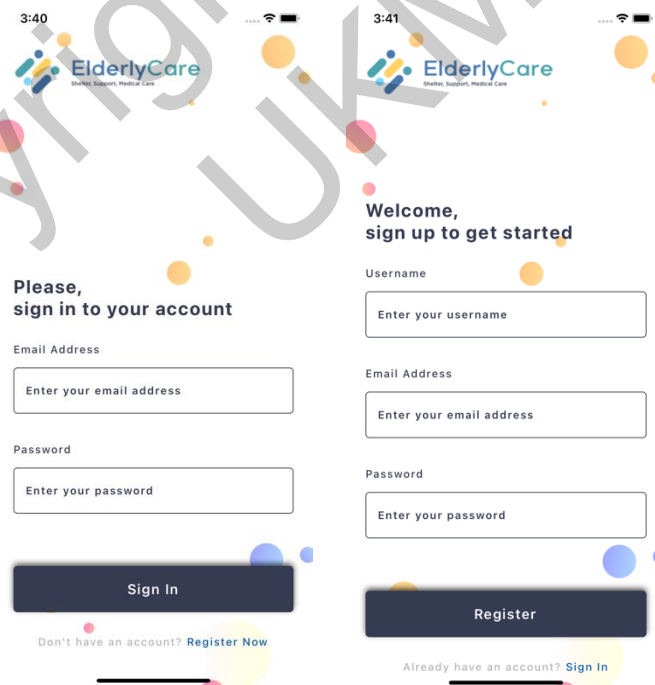 3:40
ElderlyCare
Shelter, Support, Medical Care
Please,
sign in to your account
Email Address
Enter your email address
Password
Enter your password
Sign In
Don't have an account? Register Now
3:41
ElderlyCare
Shelter, Support, Medical Care
Welcome,
sign up to get started
Username
Enter your username
Email Address
Enter your email address
Password
Enter your password
Register
Already have an account? Sign In